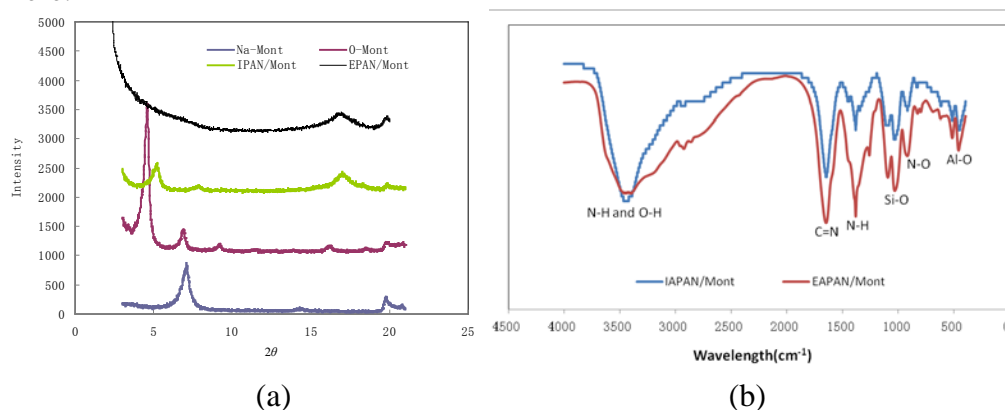 5000
4500
4000
3500
3000
2500
2000
1500
1000
500
0
Intensity
Na-Mont
O-Mont
IPAN/Mont
EPAN/Mont
0 5 10 15 20 25
2θ
(a)
N-H and O-H
C=N
N-H
Si-O
N-O
Al-O
IAPAN/Mont
EAPAN/Mont
4500 4000 3500 3000 2500 2000 1500 1000 500
Wavelength(cm⁻¹)
(b)